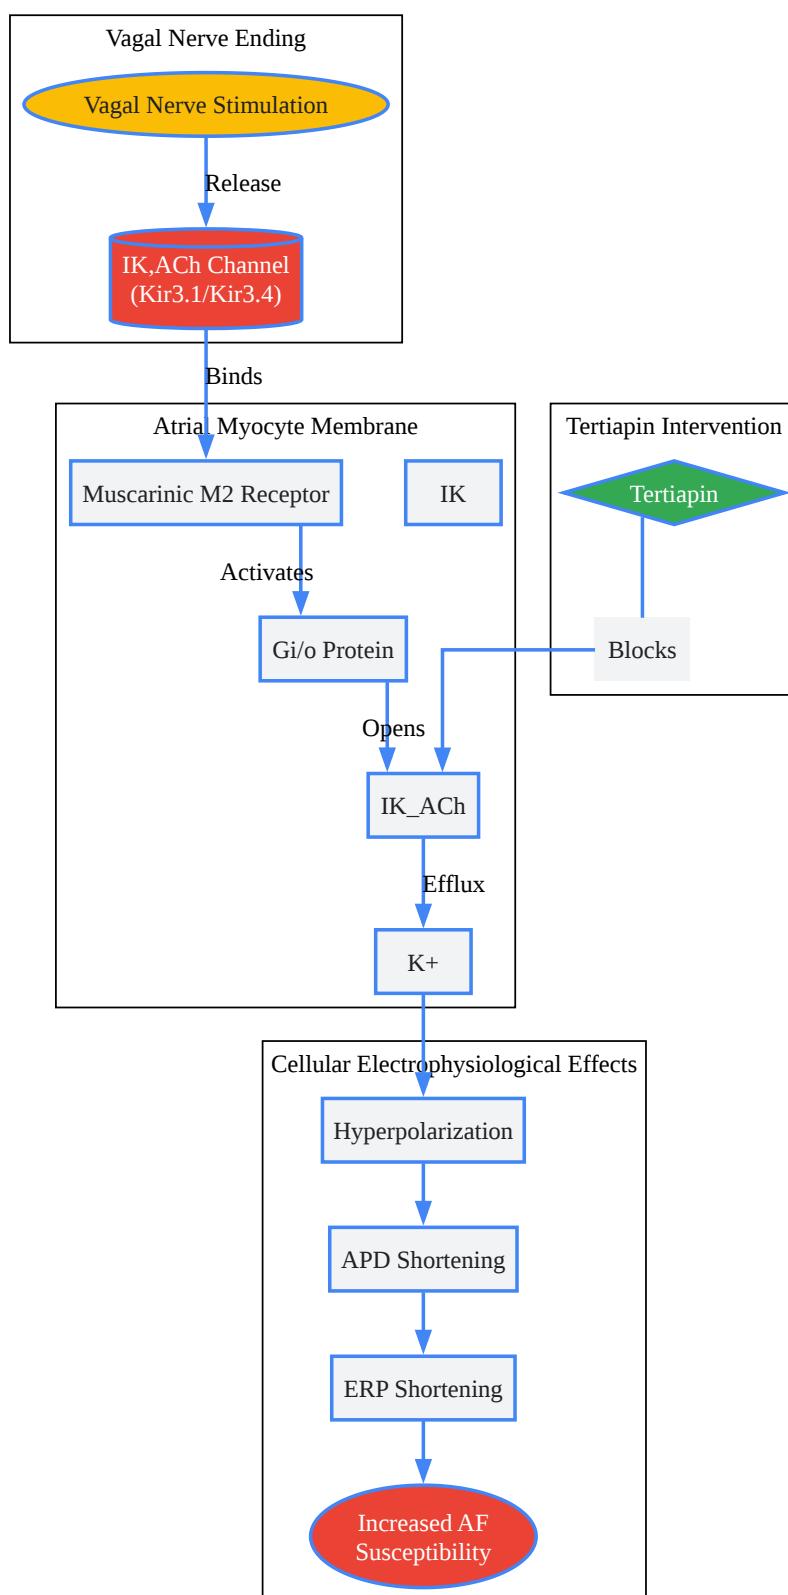 Vagal Nerve Ending
Vagal Nerve Stimulation
Release
IK,ACh Channel
(Kir3.1/Kir3.4)
Binds
Atrial Myocyte Membrane
Tertiapin Intervention
Muscarinic M2 Receptor
IK
Tertiapin
Activates
Gi/o Protein
Blocks
Opens
IK_ACh
Efflux
K+
Cellular Electrophysiological Effects
Hyperpolarization
APD Shortening
ERP Shortening
Increased AF
Susceptibility